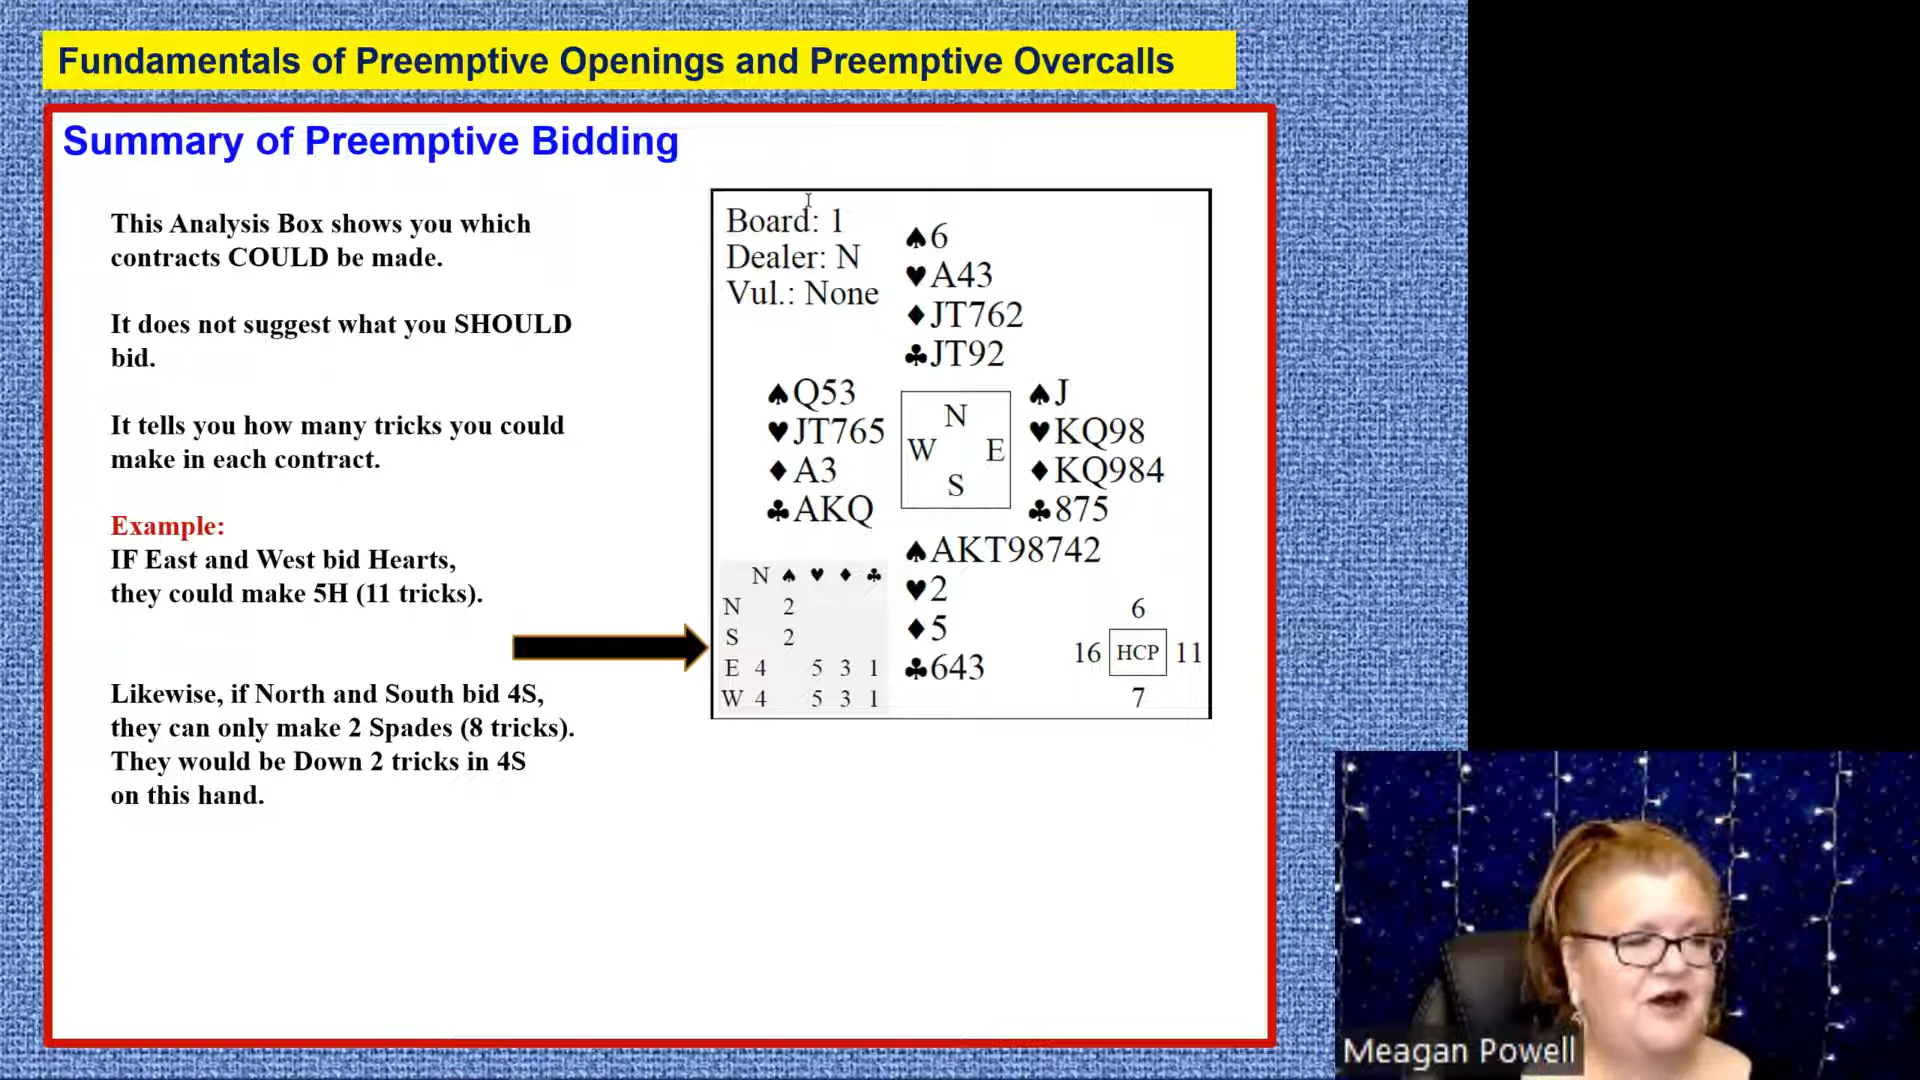 Fundamentals of Preemptive Openings and Preemptive Overcalls
Summary of Preemptive Bidding
This Analysis Box shows you which
contracts COULD be made.
It does not suggest what you SHOULD
bid.
It tells you how many tricks you could
make in each contract.
Example:
IF East and West bid Hearts,
they could make 5H (11 tricks).
Likewise, if North and South bid 4S,
they can only make 2 Spades (8 tricks).
They would be Down 2 tricks in 4S
on this hand.
Board: 1
Dealer: N
Vul.: None
♠6
♥A43
♦JT762
♣JT92
♠Q53
♥JT765
♦A3
♣AKQ
N
W E
S
♠J
♥KQ98
♦KQ984
♣875
♠AKT98742
♥2
♦5
♣643
N ♠ ♥ ♦ ♣
N 2
S 2
E 4 5 3 1
W 4 5 3 1
6
16 HCP 11
7
Meagan Powell